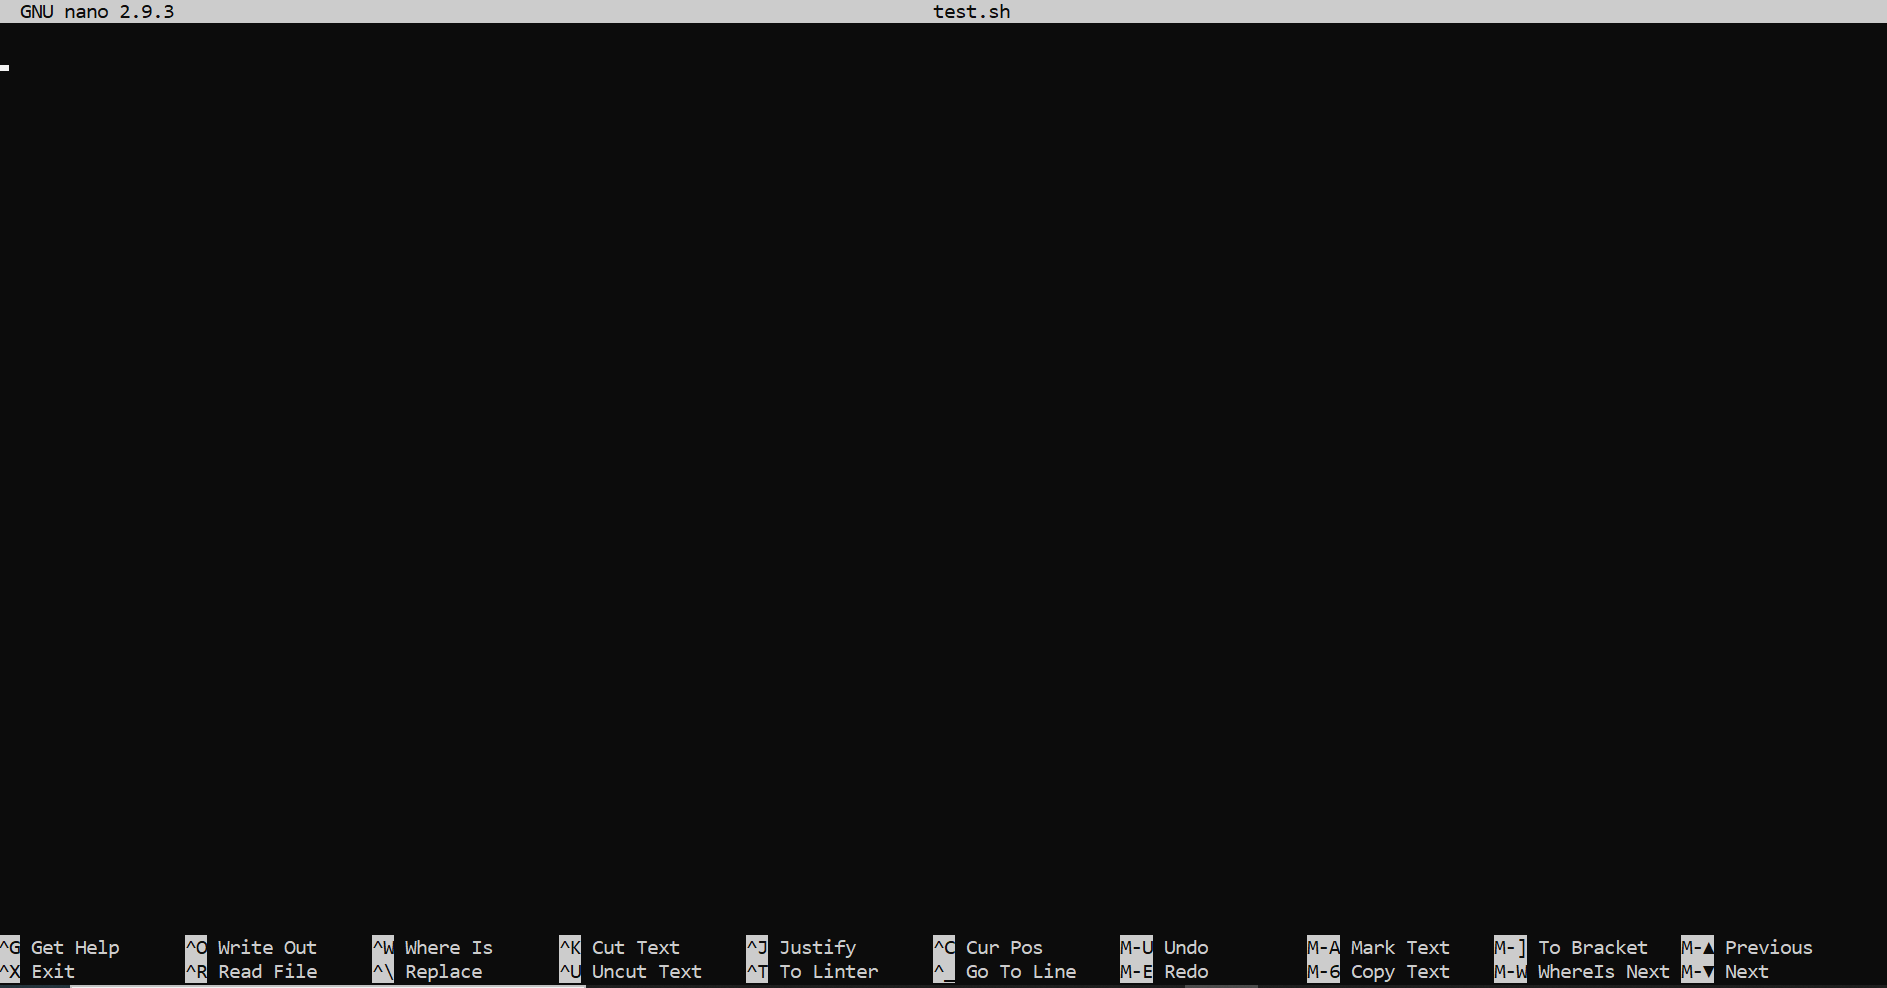 GNU nano 2.9.3 test.sh
^G Get Help ^O Write Out ^W Where Is ^K Cut Text ^J Justify ^C Cur Pos M-U Undo M-A Mark Text M-] To Bracket M-▲ Previous
^X Exit ^R Read File ^\ Replace ^U Uncut Text ^T To Linter ^_ Go To Line M-E Redo M-6 Copy Text M-W WhereIs Next M-▼ Next